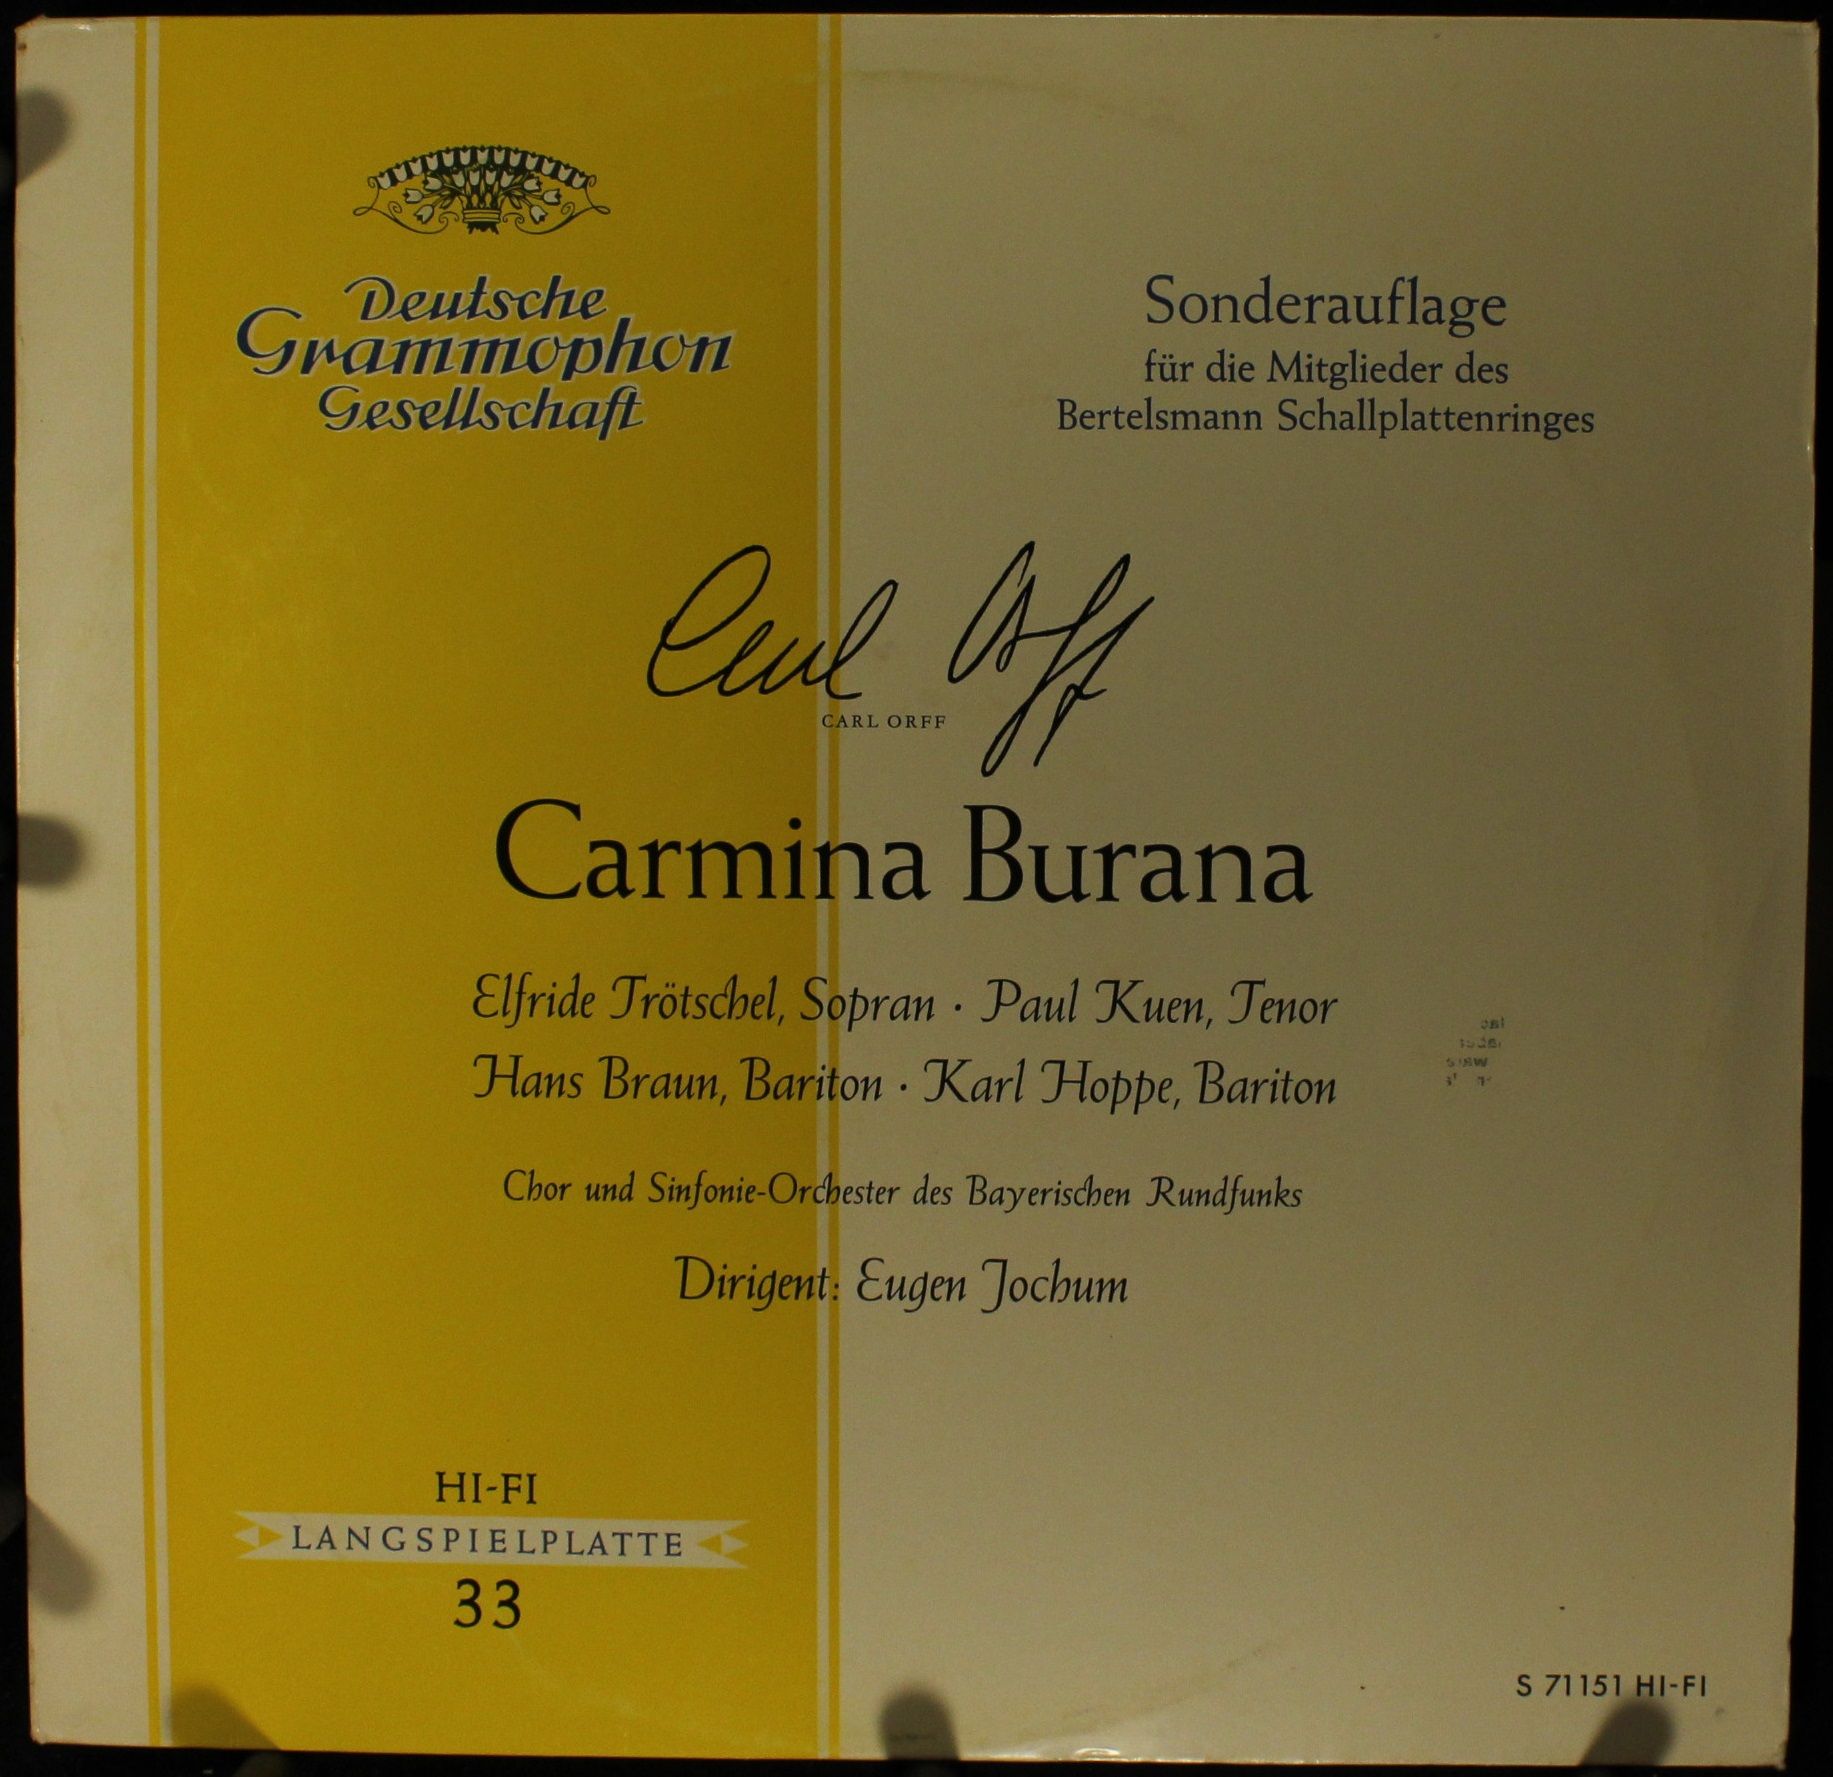 Deutsche
Grammophon
Gesellschaft
Sonderauflage
für die Mitglieder des
Bertelsmann Schallplattenringes
Carl Orff
CARL ORFF
Carmina Burana
Elfride Trötschel, Sopran · Paul Kuen, Tenor
Hans Braun, Bariton · Karl Hoppe, Bariton
Chor und Sinfonie-Orchester des Bayerischen Rundfunks
Dirigent: Eugen Jochum
HI-FI
LANGSPIELPLATTE
33
S 71151 HI-FI